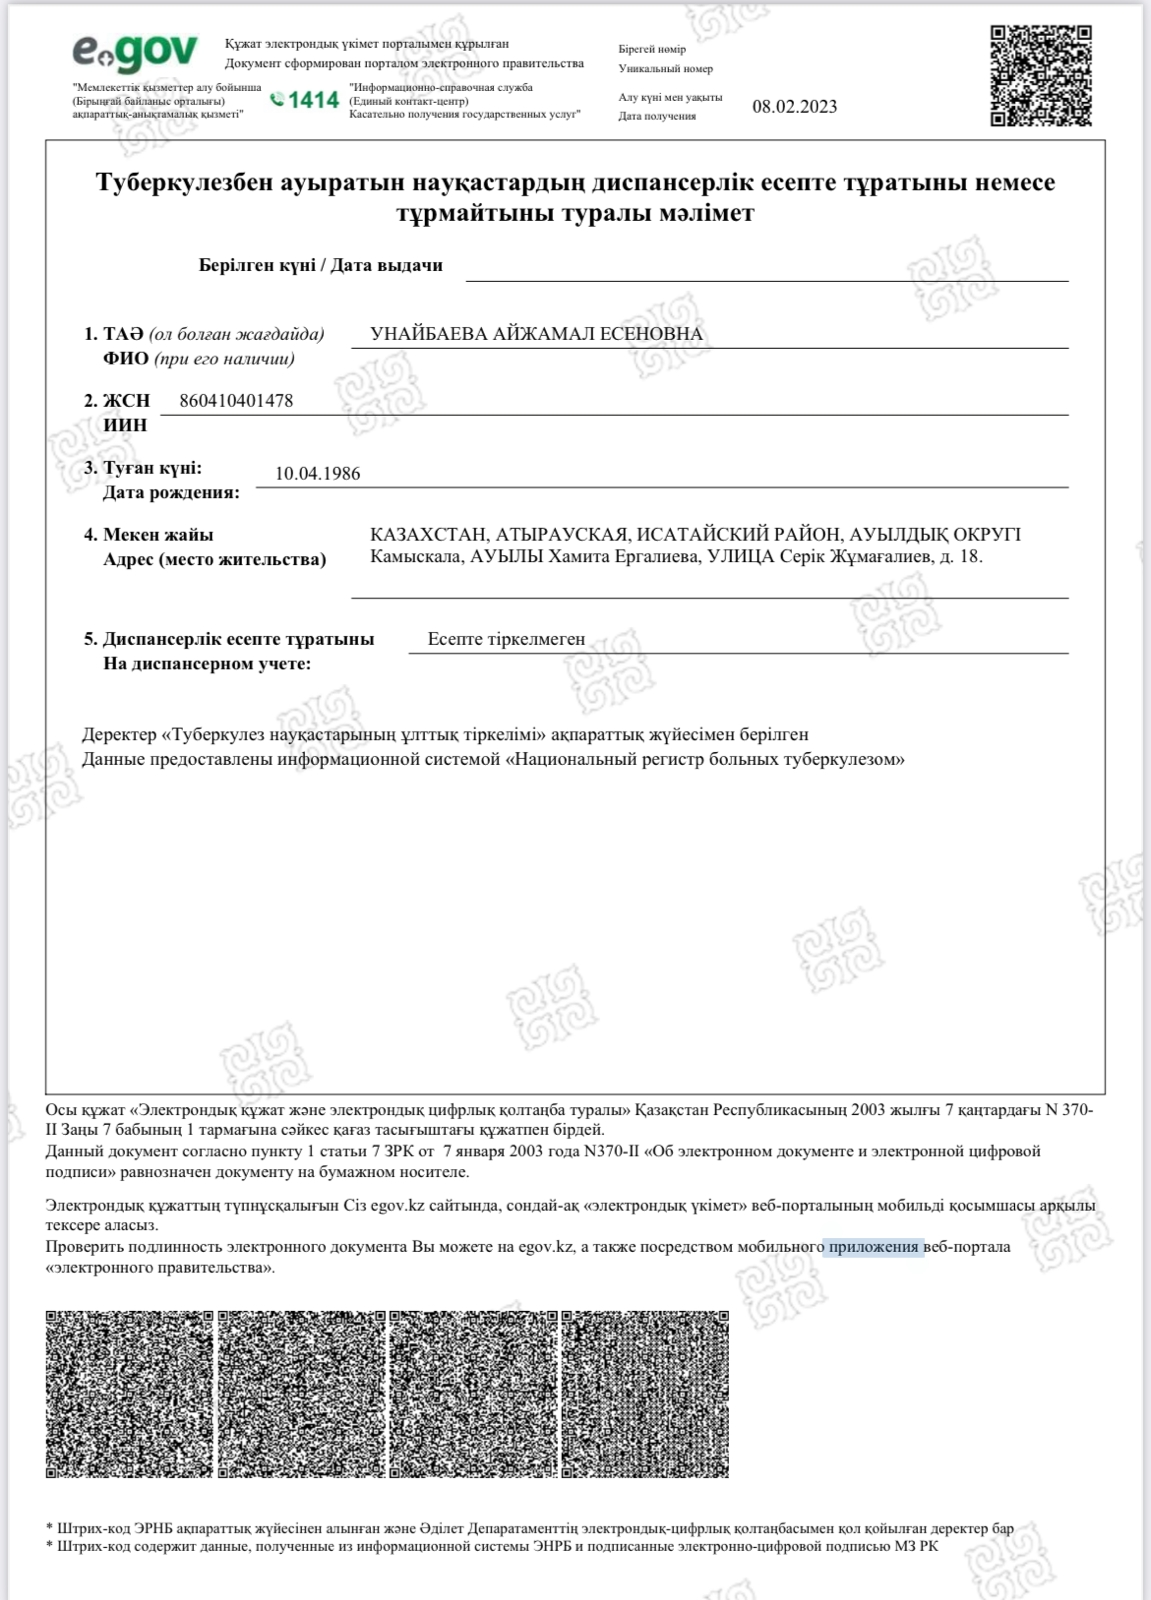 egov
Құжат электрондық үкімет порталымен құрылған
Документ сформирован порталом электронного правительства
"Мемлекеттік қызметтер алу бойынша
(Бірыңғай байланыс орталығы)
ақпараттық-анықтамалық қызметі"
1414
"Информационно-справочная служба
(Единый контакт-центр)
Касательно получения государственных услуг"
Бірегей нөмір
Уникальный номер
Алу күні мен уақыты
Дата получения
08.02.2023
Туберкулезбен ауыратын науқастардың диспансерлік есепте тұратыны немесе
тұрмайтыны туралы мәлімет
Берілген күні / Дата выдачи
1. ТАӘ (ол болған жағдайда) УНАЙБАЕВА АЙЖАМАЛ ЕСЕНОВНА
ФИО (при его наличии)
2. ЖСН 860410401478
ИИН
3. Туған күні: 10.04.1986
Дата рождения:
4. Мекен жайы КАЗАХСТАН, АТЫРАУСКАЯ, ИСАТАЙСКИЙ РАЙОН, АУЫЛДЫҚ ОКРУГІ
Адрес (место жительства) Камыскала, АУЫЛЫ Хамита Ергалиева, УЛИЦА Серік Жұмағалиев, д. 18.
5. Диспансерлік есепте тұратыны Есепте тіркелмеген
На диспансерном учете:
Деректер «Туберкулез науқастарының ұлттық тіркелімі» ақпараттық жүйесімен берілген
Данные предоставлены информационной системой «Национальный регистр больных туберкулезом»
Осы құжат «Электрондық құжат және электрондық цифрлық қолтаңба туралы» Қазақстан Республикасының 2003 жылғы 7 қаңтардағы N 370-
II Заңы 7 бабының 1 тармағына сәйкес қағаз тасығыштағы құжатпен бірдей.
Данный документ согласно пункту 1 статьи 7 ЗРК от 7 января 2003 года N370-II «Об электронном документе и электронной цифровой
подписи» равнозначен документу на бумажном носителе.
Электрондық құжаттың түпнұсқалығын Сіз egov.kz сайтында, сондай-ақ «электрондық үкімет» веб-порталының мобильді қосымшасы арқылы
тексере аласыз.
Проверить подлинность электронного документа Вы можете на egov.kz, а также посредством мобильного приложения веб-портала
«электронного правительства».
* Штрих-код ЭРНБ ақпараттық жүйесінен алынған және Әділет Депаратаменттің электрондық-цифрлық қолтаңбасымен қол қойылған деректер бар
* Штрих-код содержит данные, полученные из информационной системы ЭНРБ и подписанные электронно-цифровой подписью МЗ РК